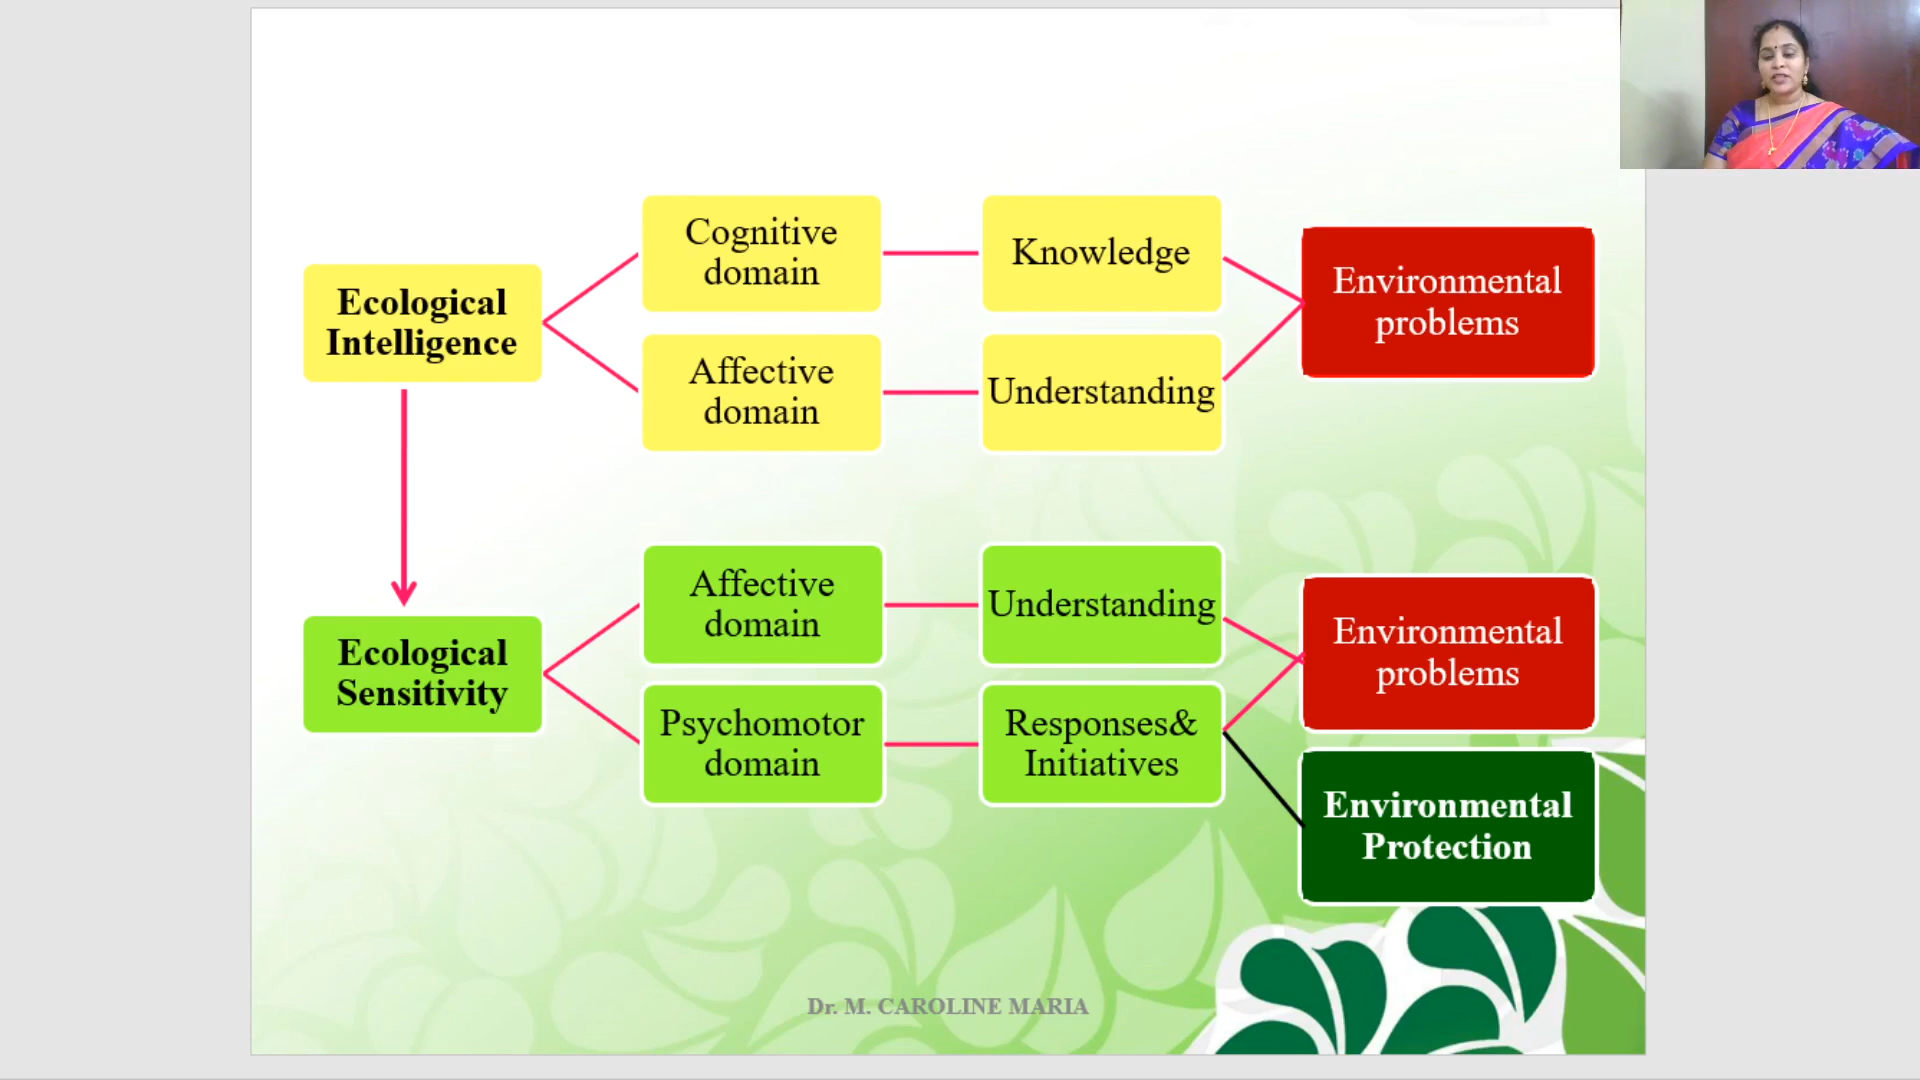 Ecological
Intelligence
Cognitive
domain
Knowledge
Affective
domain
Understanding
Environmental
problems
Ecological
Sensitivity
Affective
domain
Understanding
Psychomotor
domain
Responses&
Initiatives
Environmental
problems
Environmental
Protection
Dr. M. CAROLINE MARIA